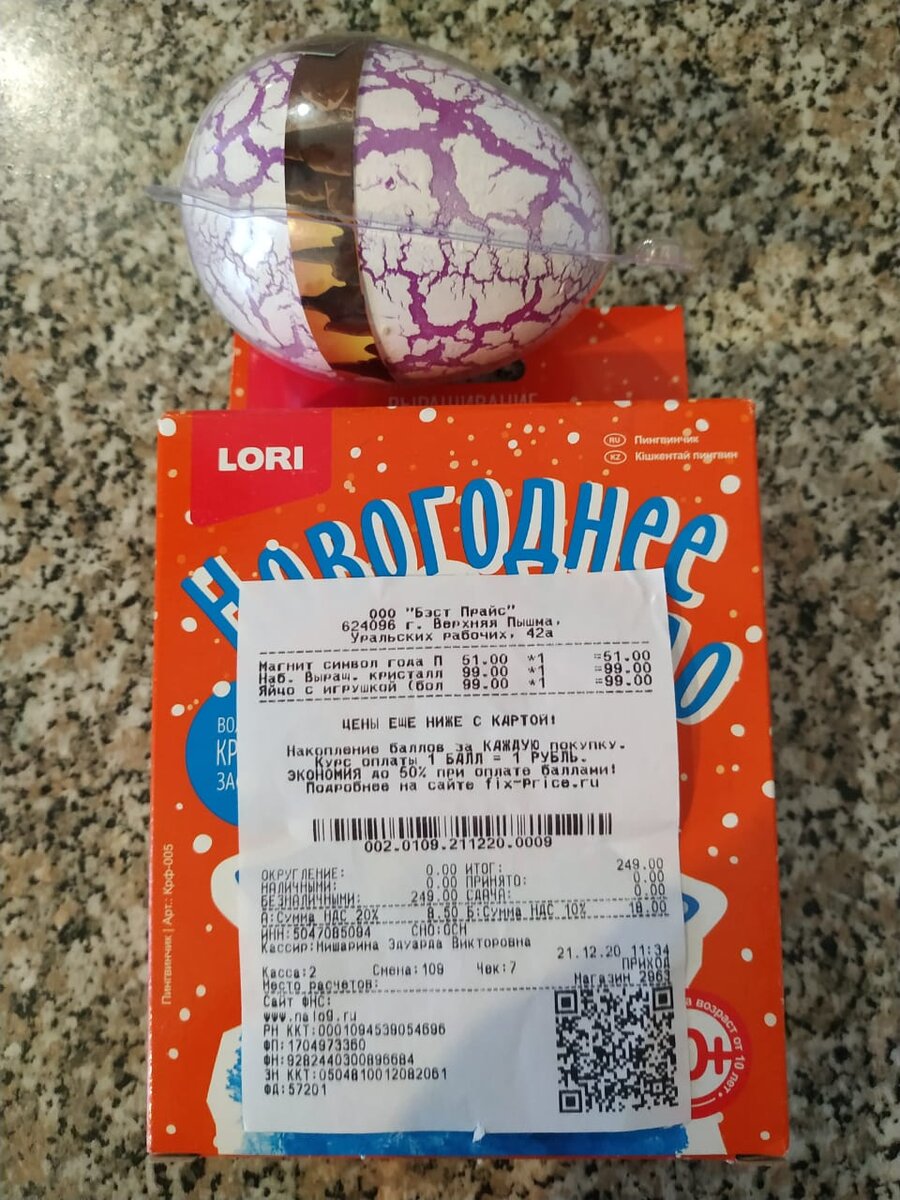 ВЫРАЩИВАНИЕ
LORI
RU Пингвинчик
KZ Кішкентай пингвин
Новогоднее
ООО "Бэст Прайс"
624096 г. Верхняя Пышма,
Уральских рабочих, 42а
Магнит символ года П 51.00 *1 =51.00
Наб. Выращ. кристалл 99.00 *1 =99.00
Яйцо с игрушкой (бол 99.00 *1 =99.00
ЦЕНЫ ЕЩЕ НИЖЕ С КАРТОЙ!
Накопление баллов за КАЖДУЮ покупку.
Курс оплаты 1 БАЛЛ = 1 РУБЛЬ.
ЭКОНОМИЯ до 50% при оплате баллами!
Подробнее на сайте fix-price.ru
002.0109.211220.0009
ОКРУГЛЕНИЕ: 0.00 ИТОГ: 249.00
НАЛИЧНЫМИ: 0.00 ПРИНЯТО: 0.00
БЕЗНАЛИЧНЫМИ: 249.00 СДАЧА: 0.00
А:Сумма НДС 20% 8.50 Б:Сумма НДС 10% 18.00
ИНН:5047085094 СНО:ОСН
Кассир:Мишарина Эдуарда Викторовна
21.12.20 11:34
ПРИХОД
Касса:2 Смена:109 Чек:7
Магазин 2963
Место расчетов:
Сайт ФНС:
www.nalog.ru
РН ККТ:0001094539054696
ФП:1704973360
ФН:9282440300896684
ЗН ККТ:0504810012082061
ФД:57201
Пингвинчик | Арт.: Крф-005
0+
возраст от 10 лет